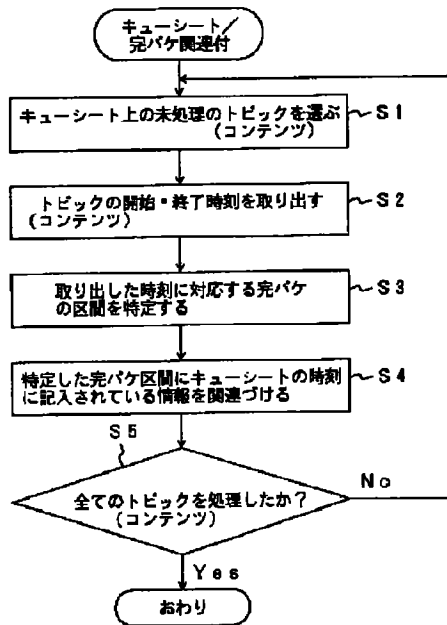 キューシート/
完パケ関連付
キューシート上の未処理のトピックを選ぶ
(コンテンツ)
S1
トピックの開始・終了時刻を取り出す
(コンテンツ)
S2
取り出した時刻に対応する完パケ
の区間を特定する
S3
特定した完パケ区間にキューシートの時刻
に記入されている情報を関連づける
S4
S5
全てのトピックを処理したか?
(コンテンツ)
No
Yes
おわり